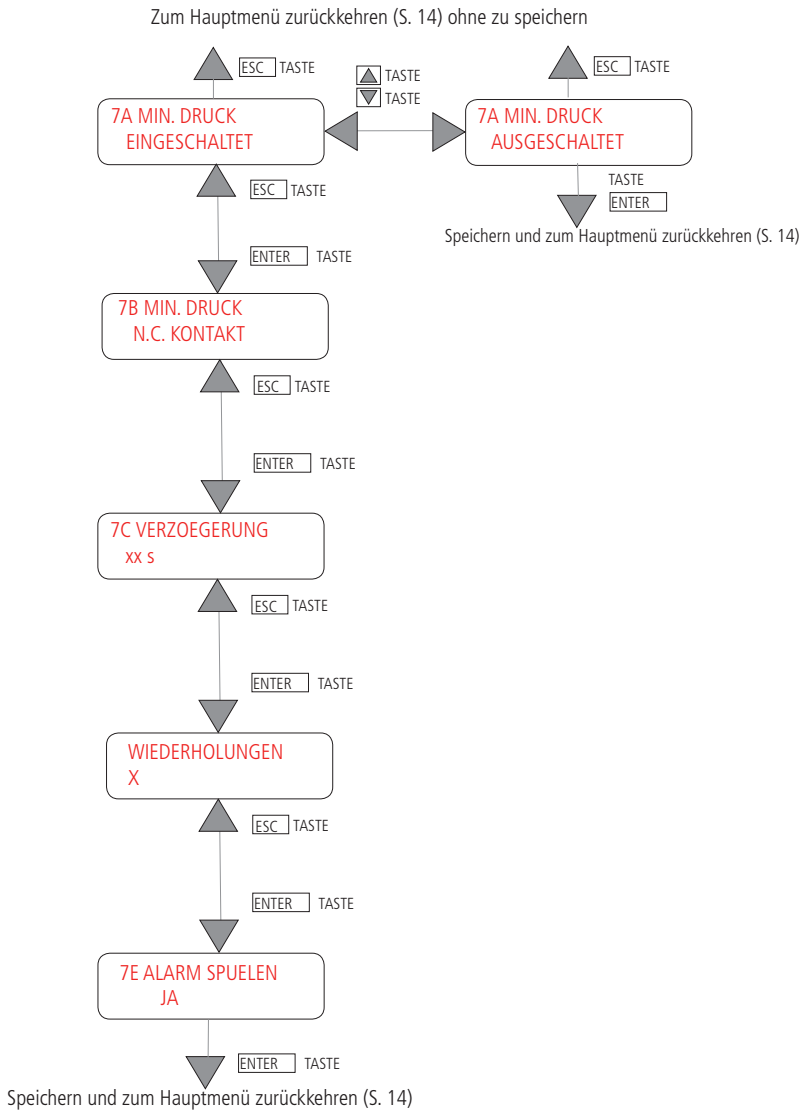 Zum Hauptmenü zurückkehren (S. 14) ohne zu speichern
ESC TASTE
TASTE
TASTE
ESC TASTE
7A MIN. DRUCK
EINGESCHALTET
7A MIN. DRUCK
AUSGESCHALTET
ESC TASTE
TASTE
ENTER
Speichern und zum Hauptmenü zurückkehren (S. 14)
ENTER TASTE
7B MIN. DRUCK
N.C. KONTAKT
ESC TASTE
ENTER TASTE
7C VERZOEGERUNG
xx s
ESC TASTE
ENTER TASTE
WIEDERHOLUNGEN
X
ESC TASTE
ENTER TASTE
7E ALARM SPUELEN
JA
ENTER TASTE
Speichern und zum Hauptmenü zurückkehren (S. 14)